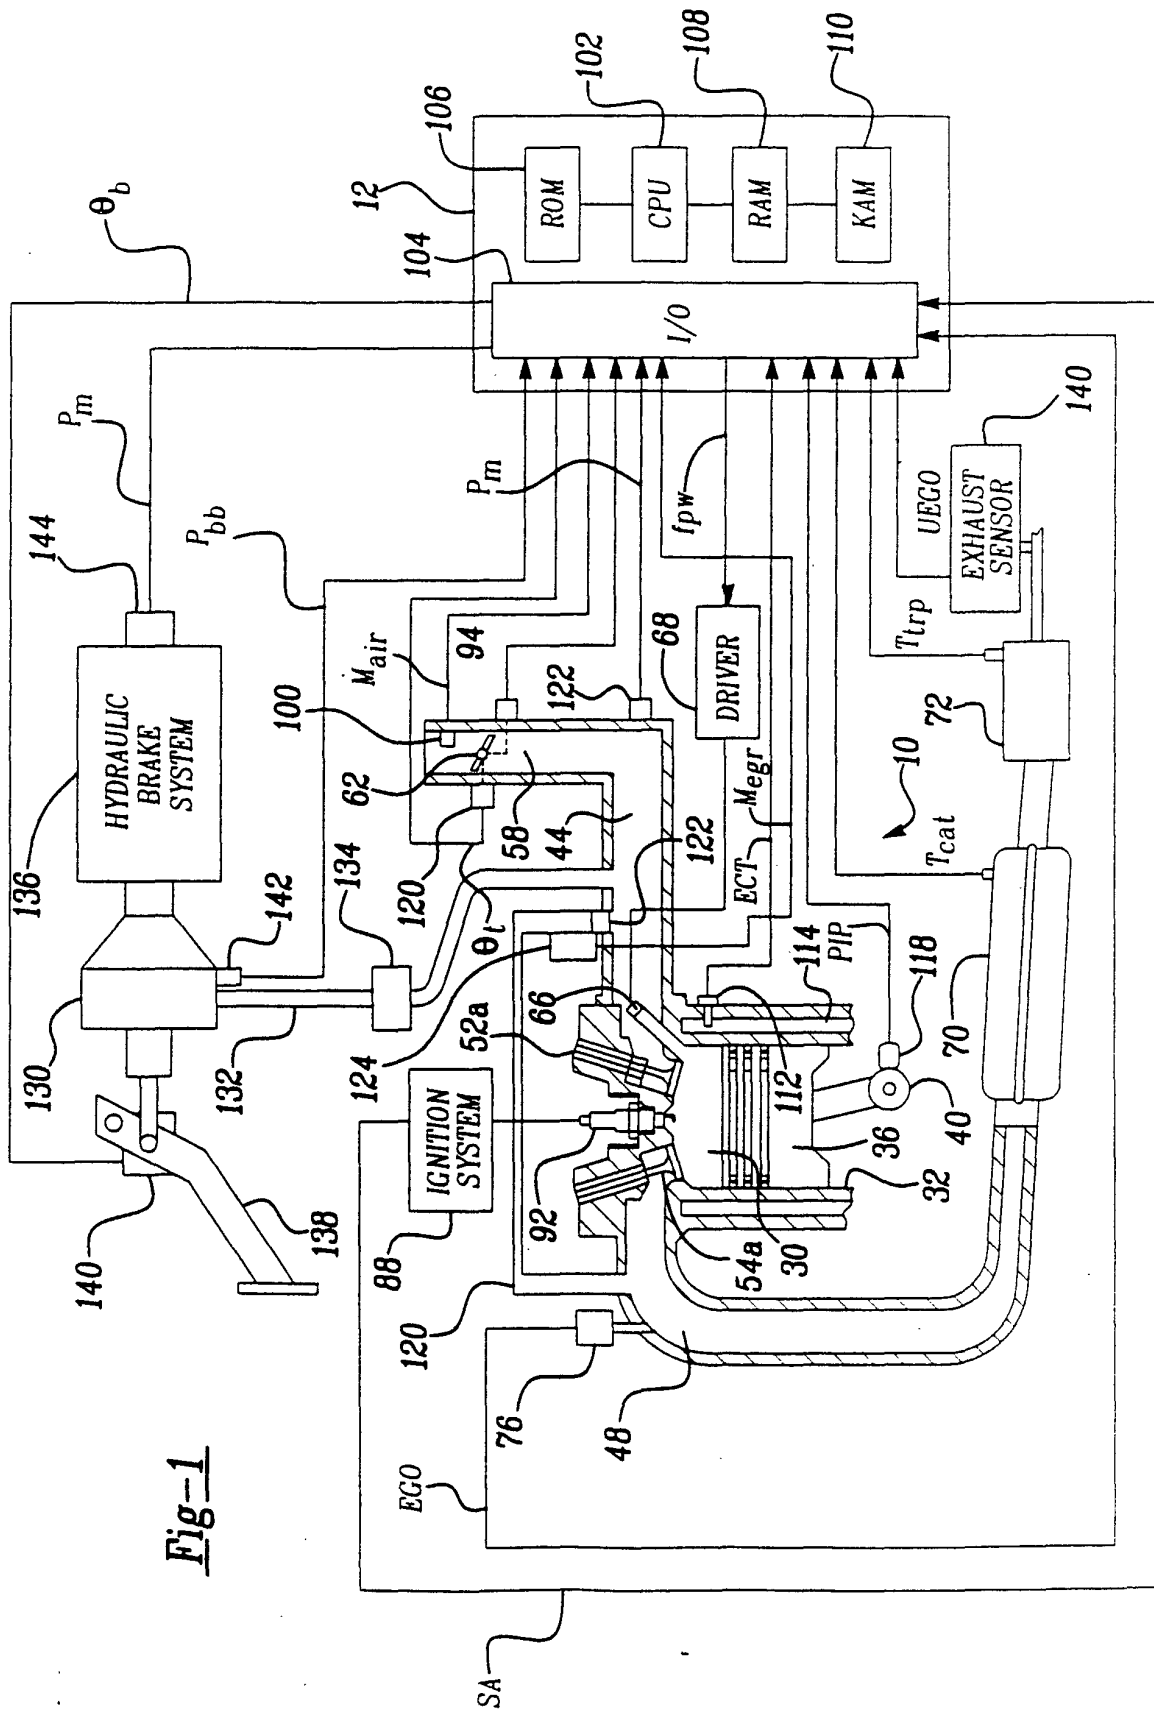 θb
Pm
Pbb
144
HYDRAULIC
BRAKE
SYSTEM
136
142
134
130
132
140
138
12
106
ROM
102
CPU
108
RAM
110
KAM
104
I/O
Mair
94
100
62
120
58
θt
44
122
Pm
122
fpw
68
DRIVER
Megr
ECT
124
66
52a
88
IGNITION
SYSTEM
92
112
114
PIP
118
40
36
32
30
54a
120
76
48
EGO
SA
10
Tcat
70
72
Ttrp
UEGO
EXHAUST
SENSOR
140
Fig-1